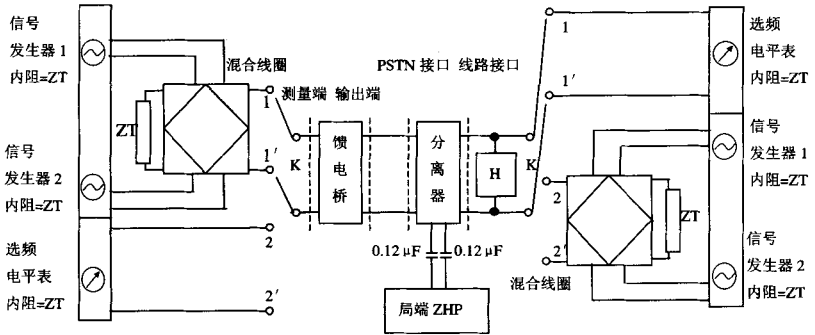 信号
发生器 1
内阻=ZT
混合线圈
ZT
信号
发生器 2
内阻=ZT
选频
电平表
内阻=ZT
1
1′
2
2′
K
测量端 输出端
馈电桥
PSTN 接口 线路接口
分离器
H
K
0.12 μF
0.12 μF
局端 ZHP
1
1′
2
2′
混合线圈
ZT
选频
电平表
内阻=ZT
信号
发生器 1
内阻=ZT
信号
发生器 2
内阻=ZT